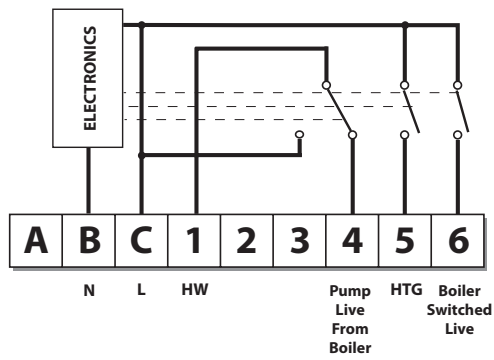 ELECTRONICS
A B C 1 2 3 4 5 6
N L HW Pump Live From Boiler HTG Boiler Switched Live